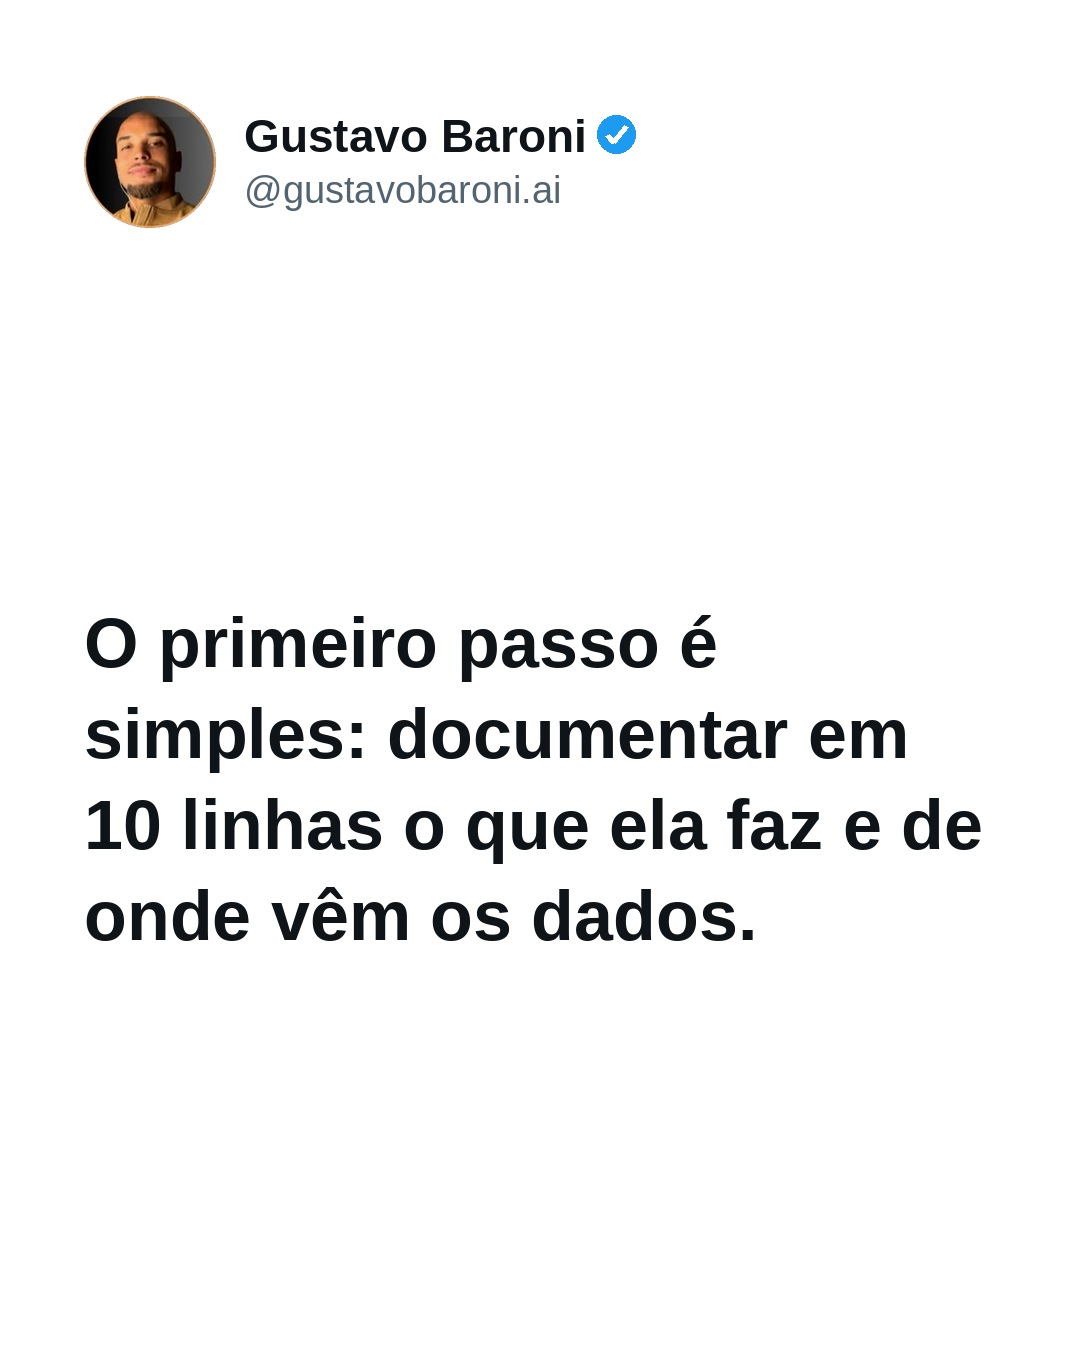 Gustavo Baroni
@gustavobaroni.ai
O primeiro passo é
simples: documentar em
10 linhas o que ela faz e de
onde vêm os dados.